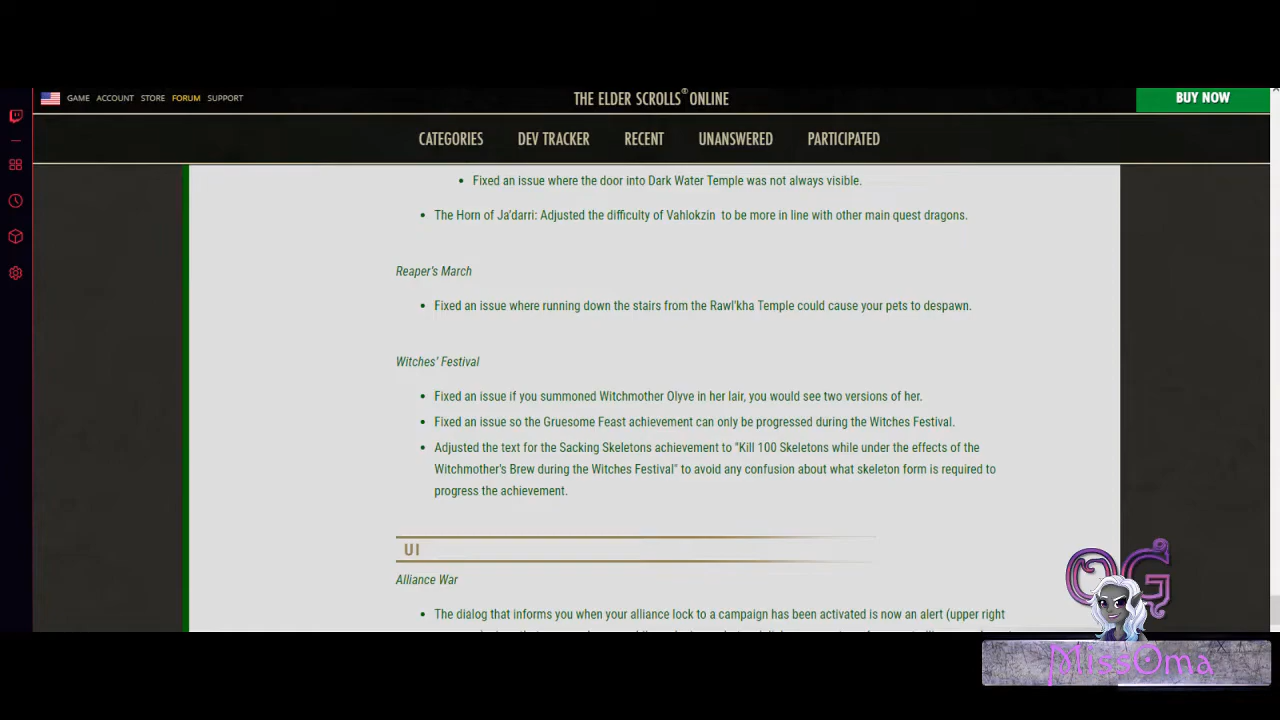 GAME ACCOUNT STORE FORUM SUPPORT
THE ELDER SCROLLS® ONLINE
BUY NOW
CATEGORIES DEV TRACKER RECENT UNANSWERED PARTICIPATED
• Fixed an issue where the door into Dark Water Temple was not always visible.
• The Horn of Ja'darri: Adjusted the difficulty of Vahlokzin to be more in line with other main quest dragons.
Reaper's March
• Fixed an issue where running down the stairs from the Rawl'kha Temple could cause your pets to despawn.
Witches' Festival
• Fixed an issue if you summoned Witchmother Olyve in her lair, you would see two versions of her.
• Fixed an issue so the Gruesome Feast achievement can only be progressed during the Witches Festival.
• Adjusted the text for the Sacking Skeletons achievement to "Kill 100 Skeletons while under the effects of the
Witchmother's Brew during the Witches Festival" to avoid any confusion about what skeleton form is required to
progress the achievement.
UI
Alliance War
• The dialog that informs you when your alliance lock to a campaign has been activated is now an alert (upper right
OG
MissOma